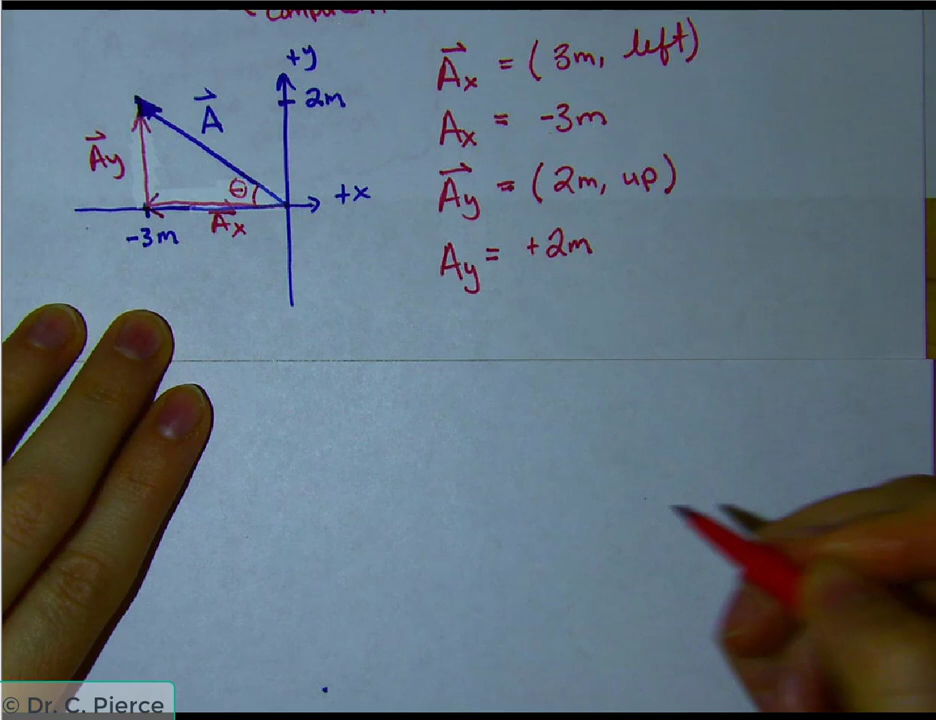 +y
2m
A
Ay
θ
+x
Ax
-3m
Ax = (3m, left)
Ax = -3m
Ay = (2m, up)
Ay = +2m
© Dr. C. Pierce